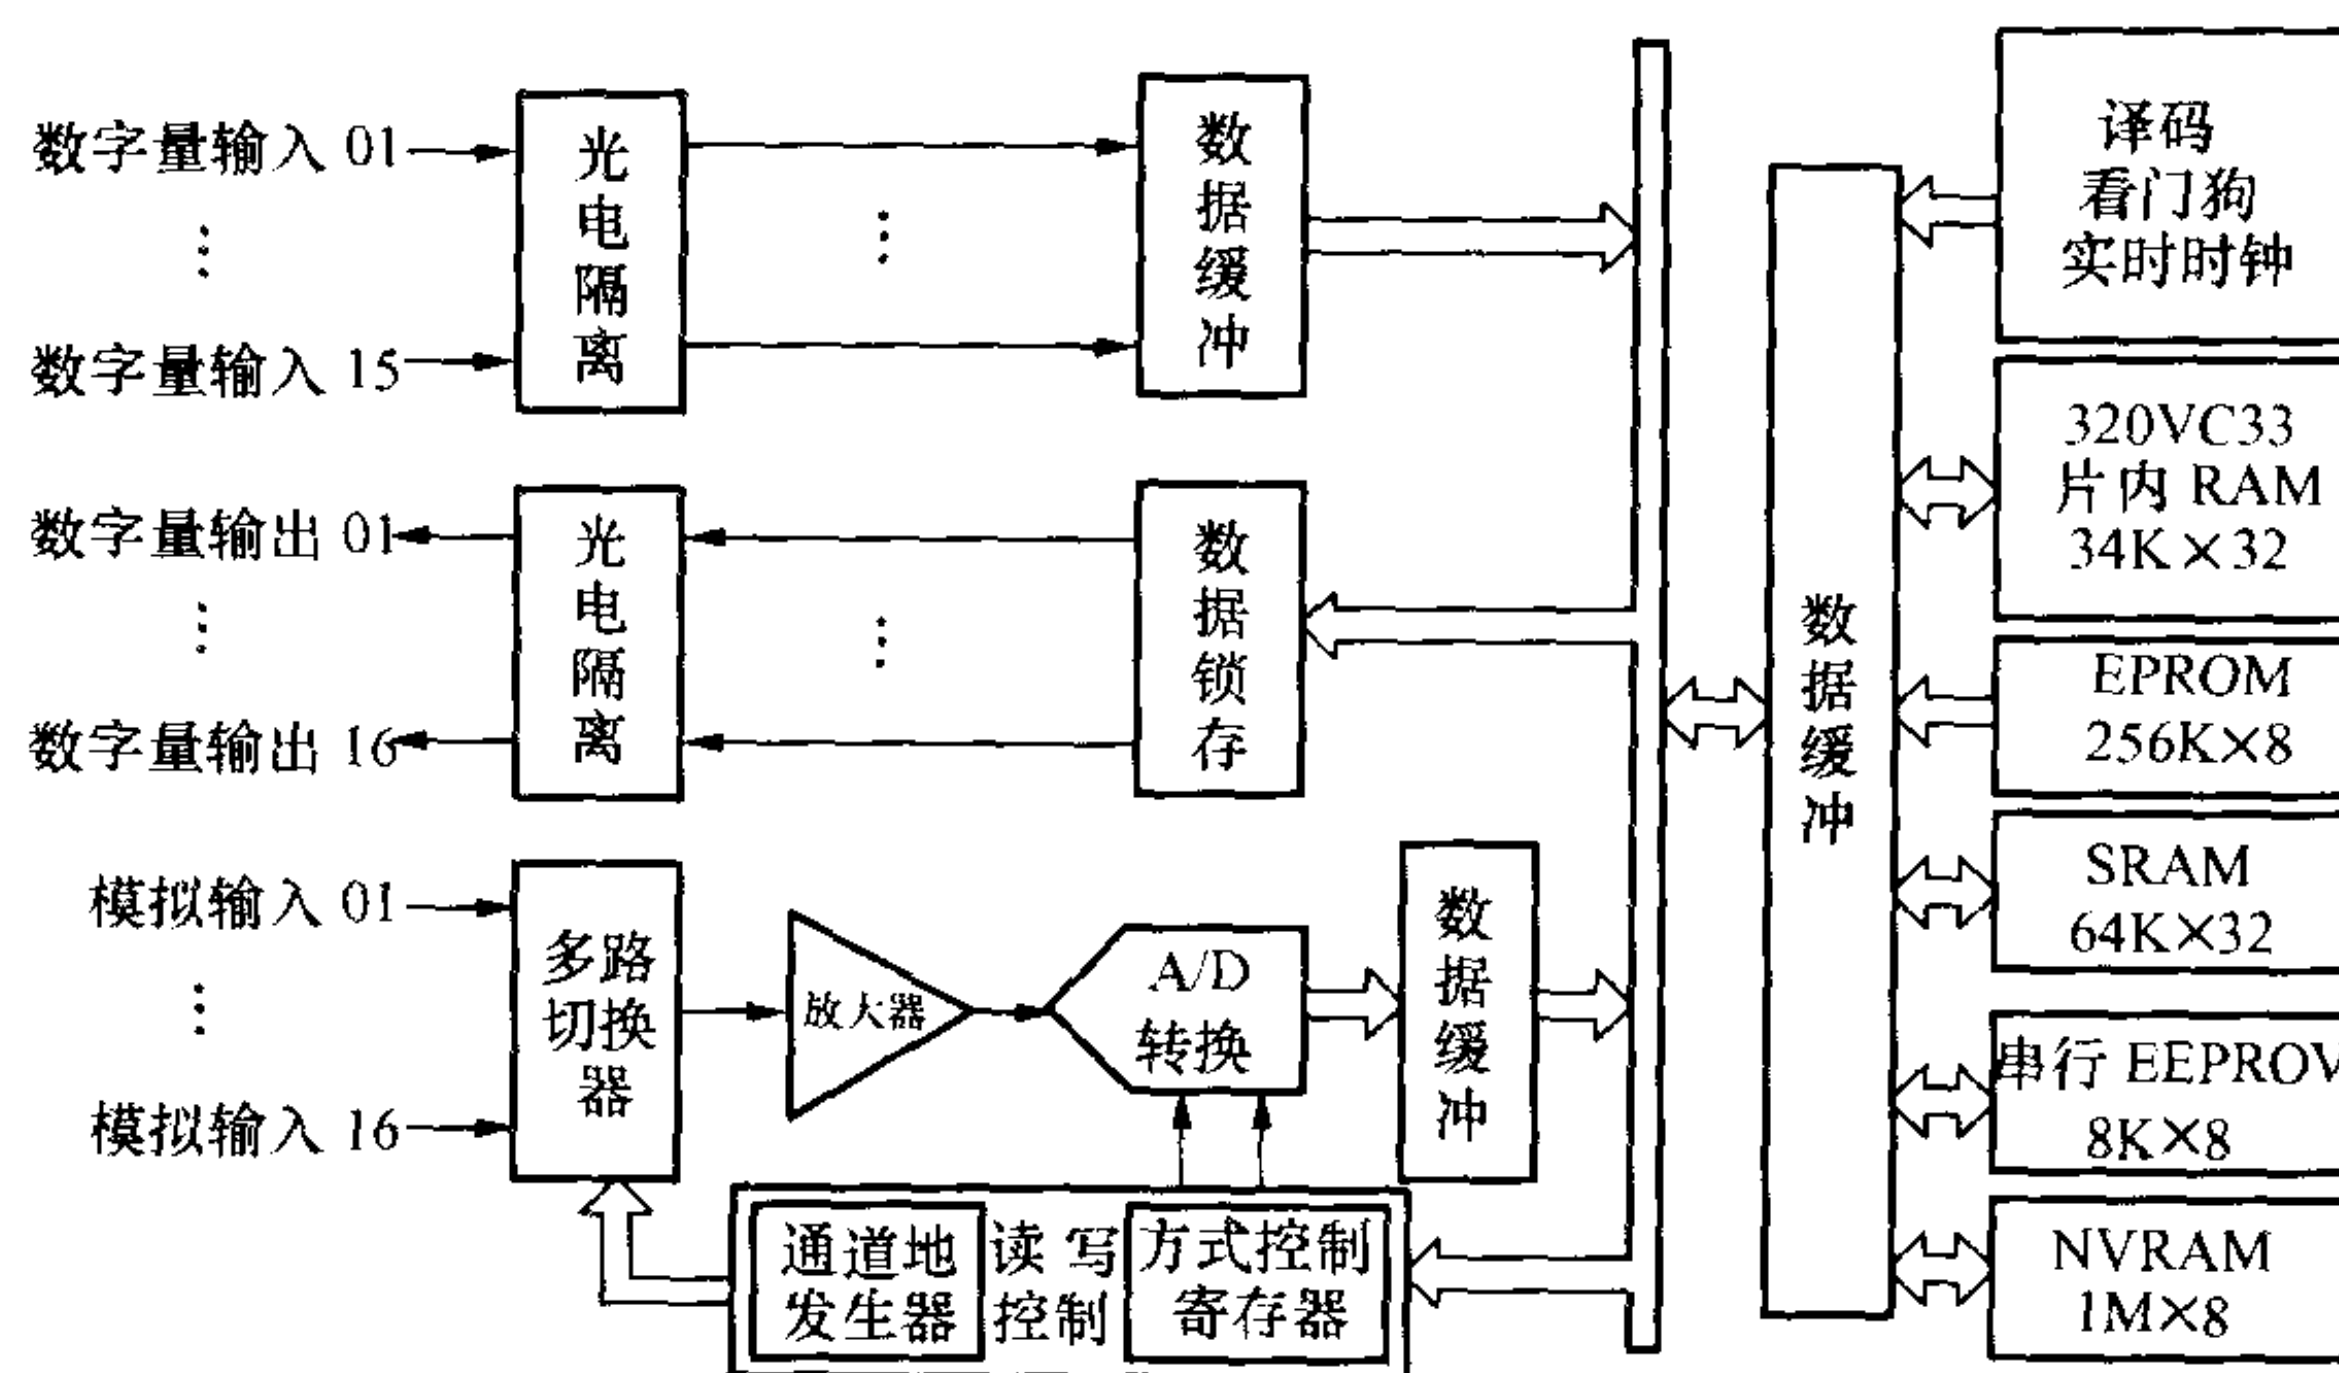 数字量输入 01
数字量输入 15
光电隔离
数据缓冲
数字量输出 01
数字量输出 16
光电隔离
数据锁存
模拟输入 01
模拟输入 16
多路
切换
器
放大器
A/D
转换
数据缓冲
通道地
发生器
读 写
控制
方式控制
寄存器
数据缓冲
译码
看门狗
实时时钟
320VC33
片内 RAM
34K×32
EPROM
256K×8
SRAM
64K×32
串行
8K×8
NVRAM
1M×8